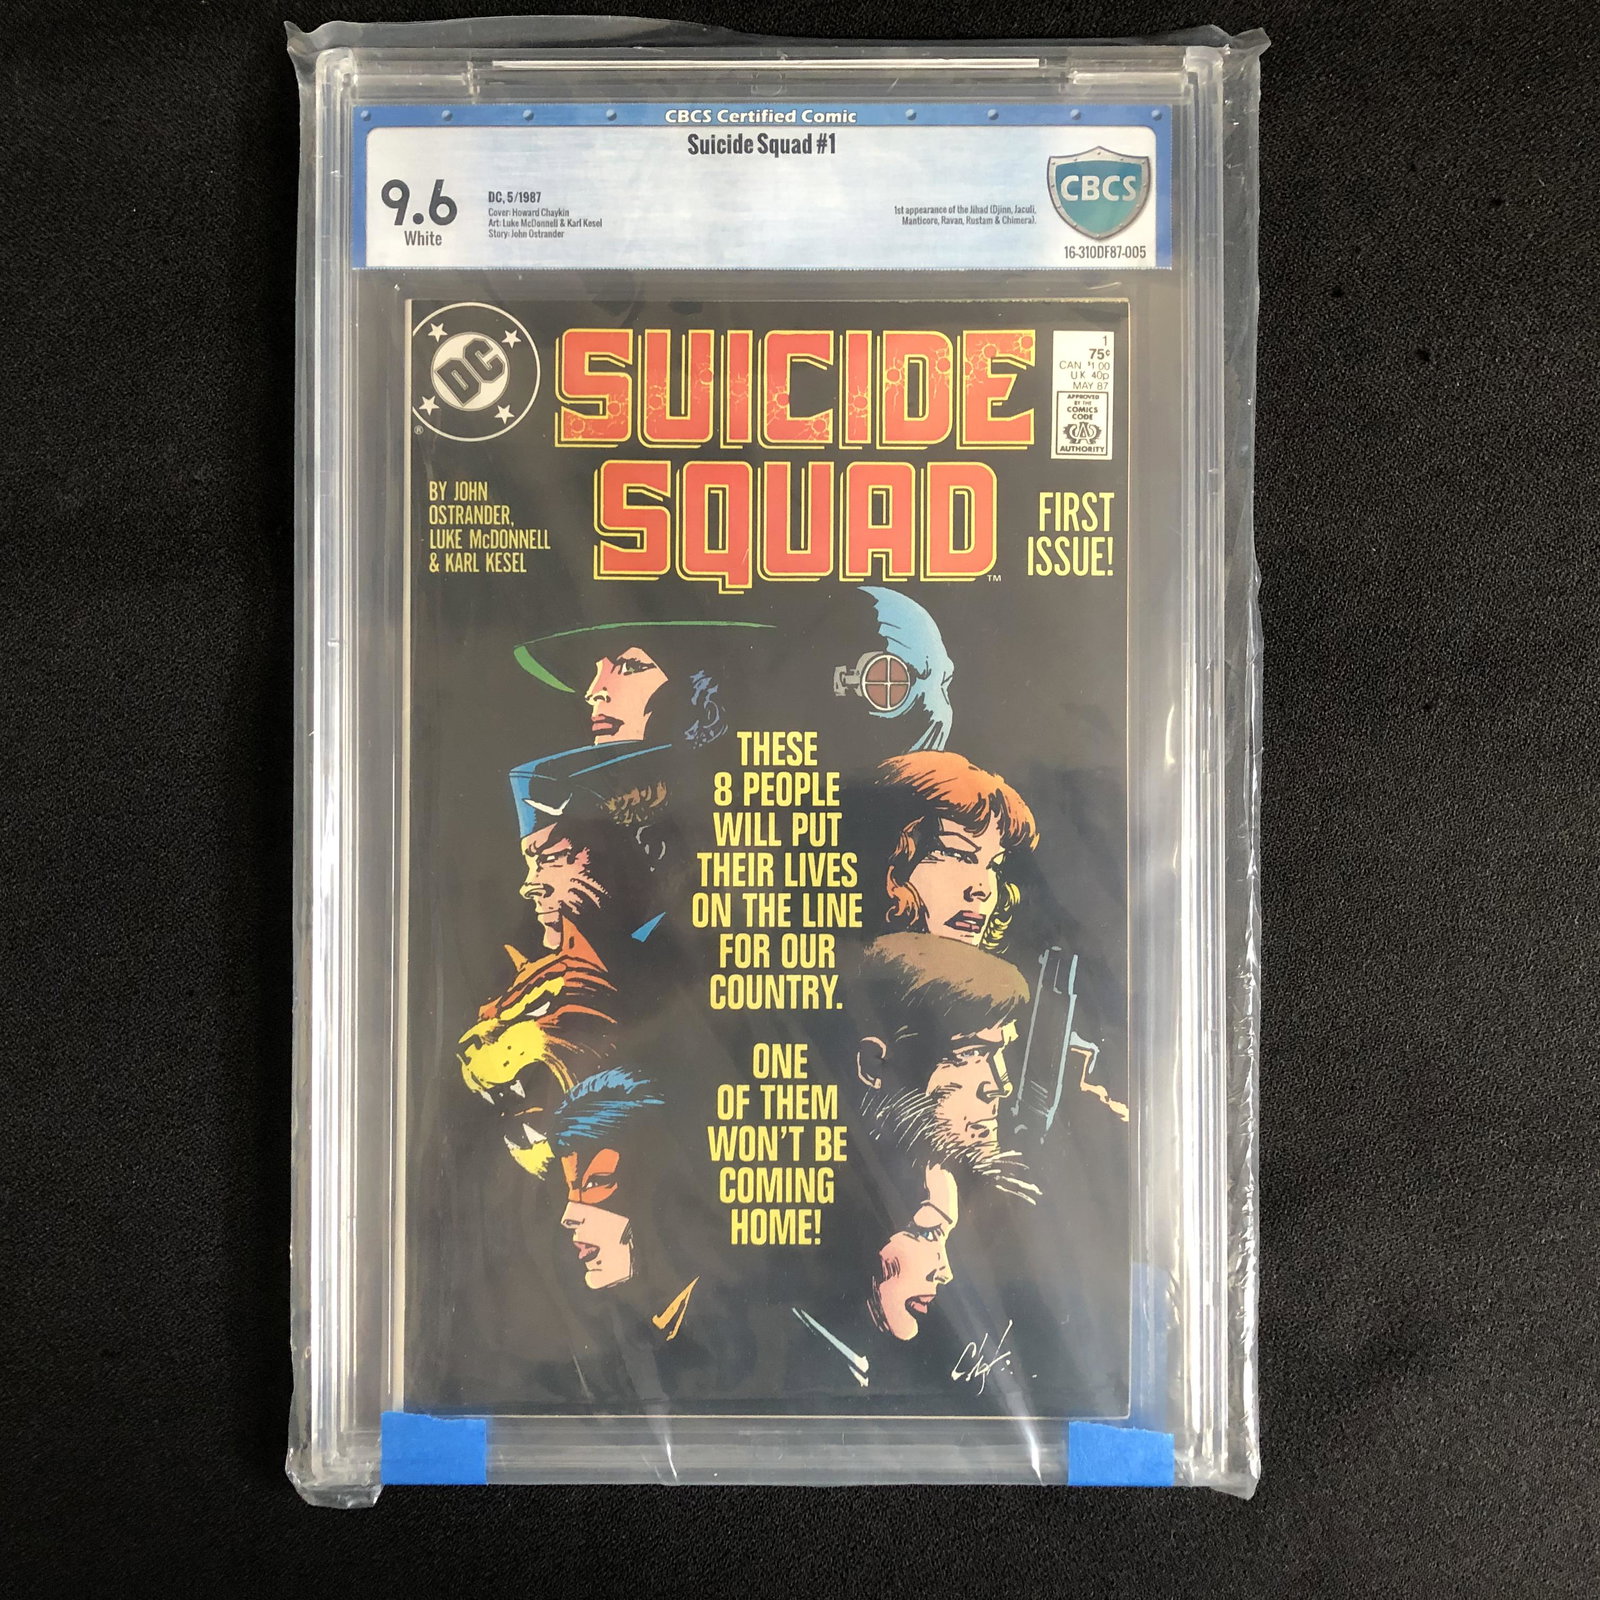 CBCS Certified Comic
Suicide Squad #1
9.6
White
DC, 5/1987
Cover: Howard Chaykin
Art: Luke McDonnell & Karl Kesel
Story: John Ostrander
1st appearance of the Jihad (Djinn, Jaculi,
Manticore, Ravan, Rustam & Chimera).
CBCS
16-310DF87-005
DC
®
SUICIDE
SQUAD
™
1
75¢
CAN $1.00
UK 40p
MAY 87
APPROVED
BY THE
COMICS
CODE
AUTHORITY
BY JOHN
OSTRANDER,
LUKE McDONNELL
& KARL KESEL
FIRST
ISSUE!
THESE
8 PEOPLE
WILL PUT
THEIR LIVES
ON THE LINE
FOR OUR
COUNTRY.
ONE
OF THEM
WON'T BE
COMING
HOME!